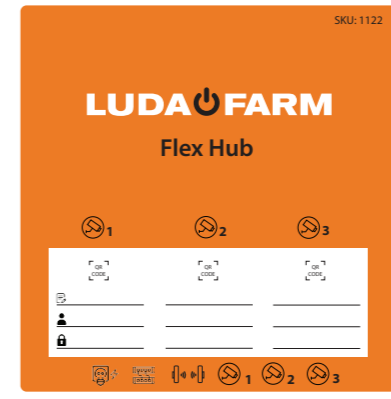 SKU: 1122
LUDA FARM
Flex Hub
1 2 3
QR CODE QR CODE QR CODE
1 2 3